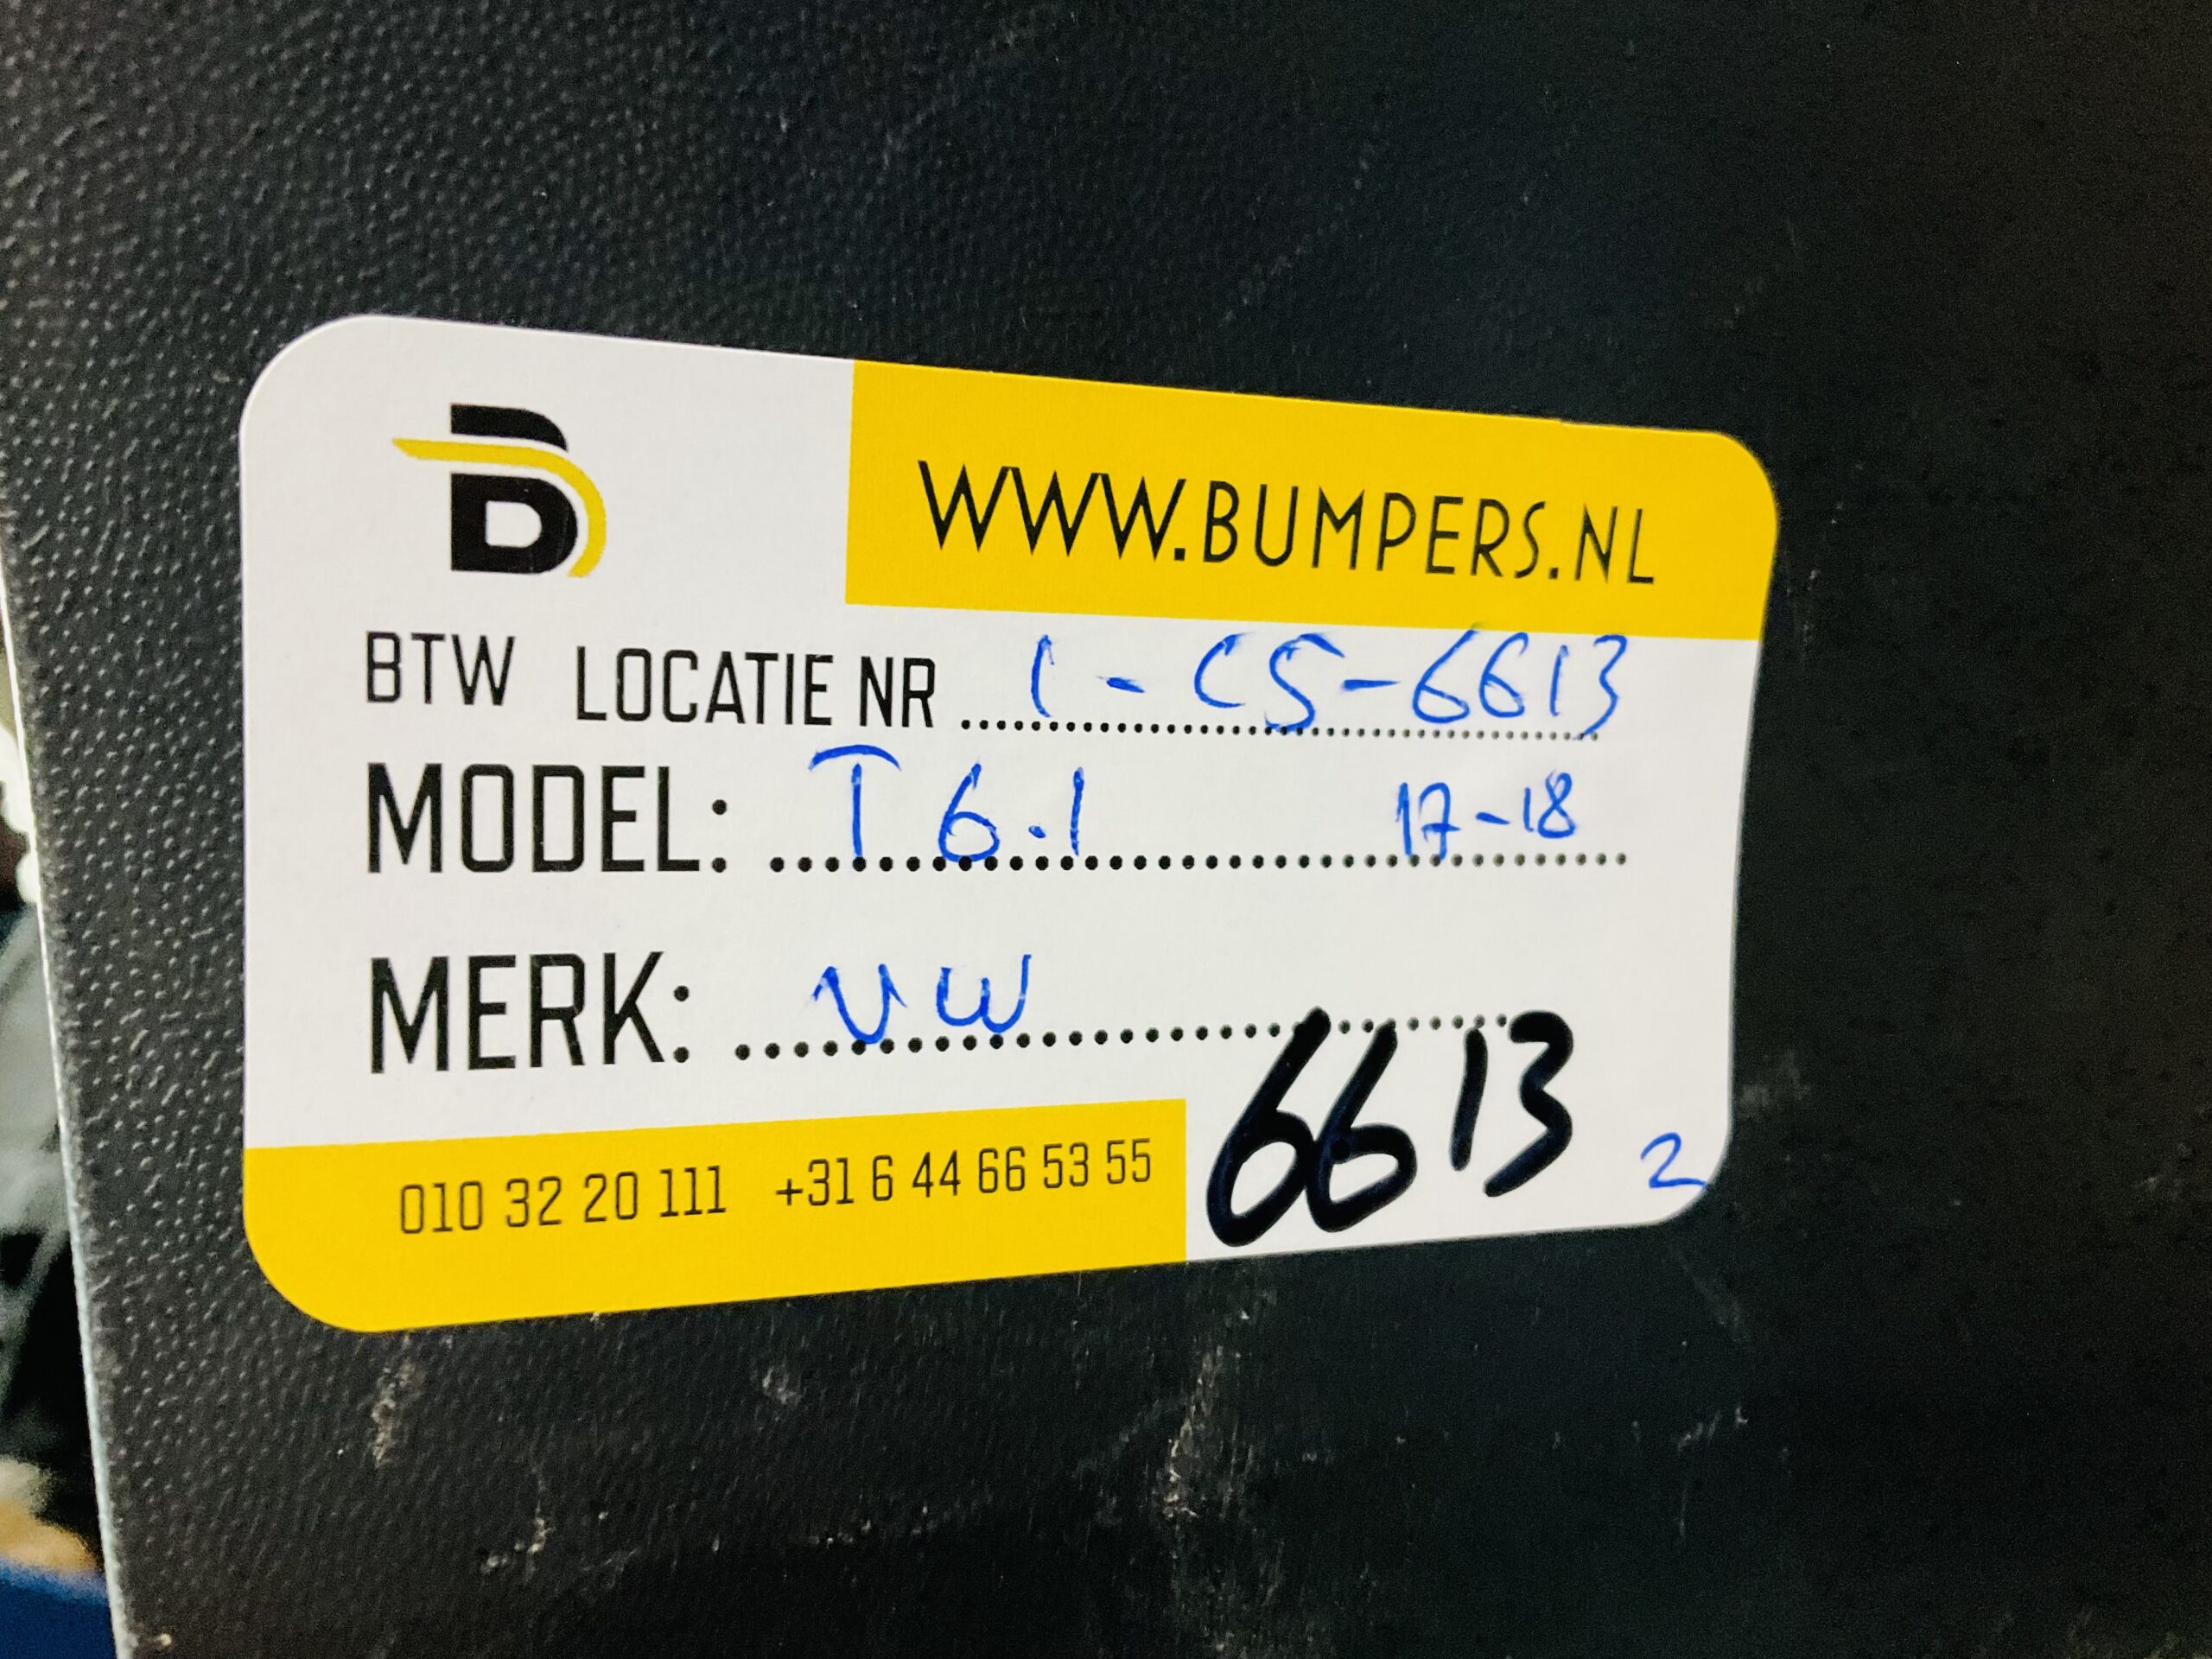 B
WWW.BUMPERS.NL
BTW LOCATIE NR 1-CS-6613
MODEL: T6.1 17-18
MERK: VW
6613
2
010 32 20 111 +31 6 44 66 53 55